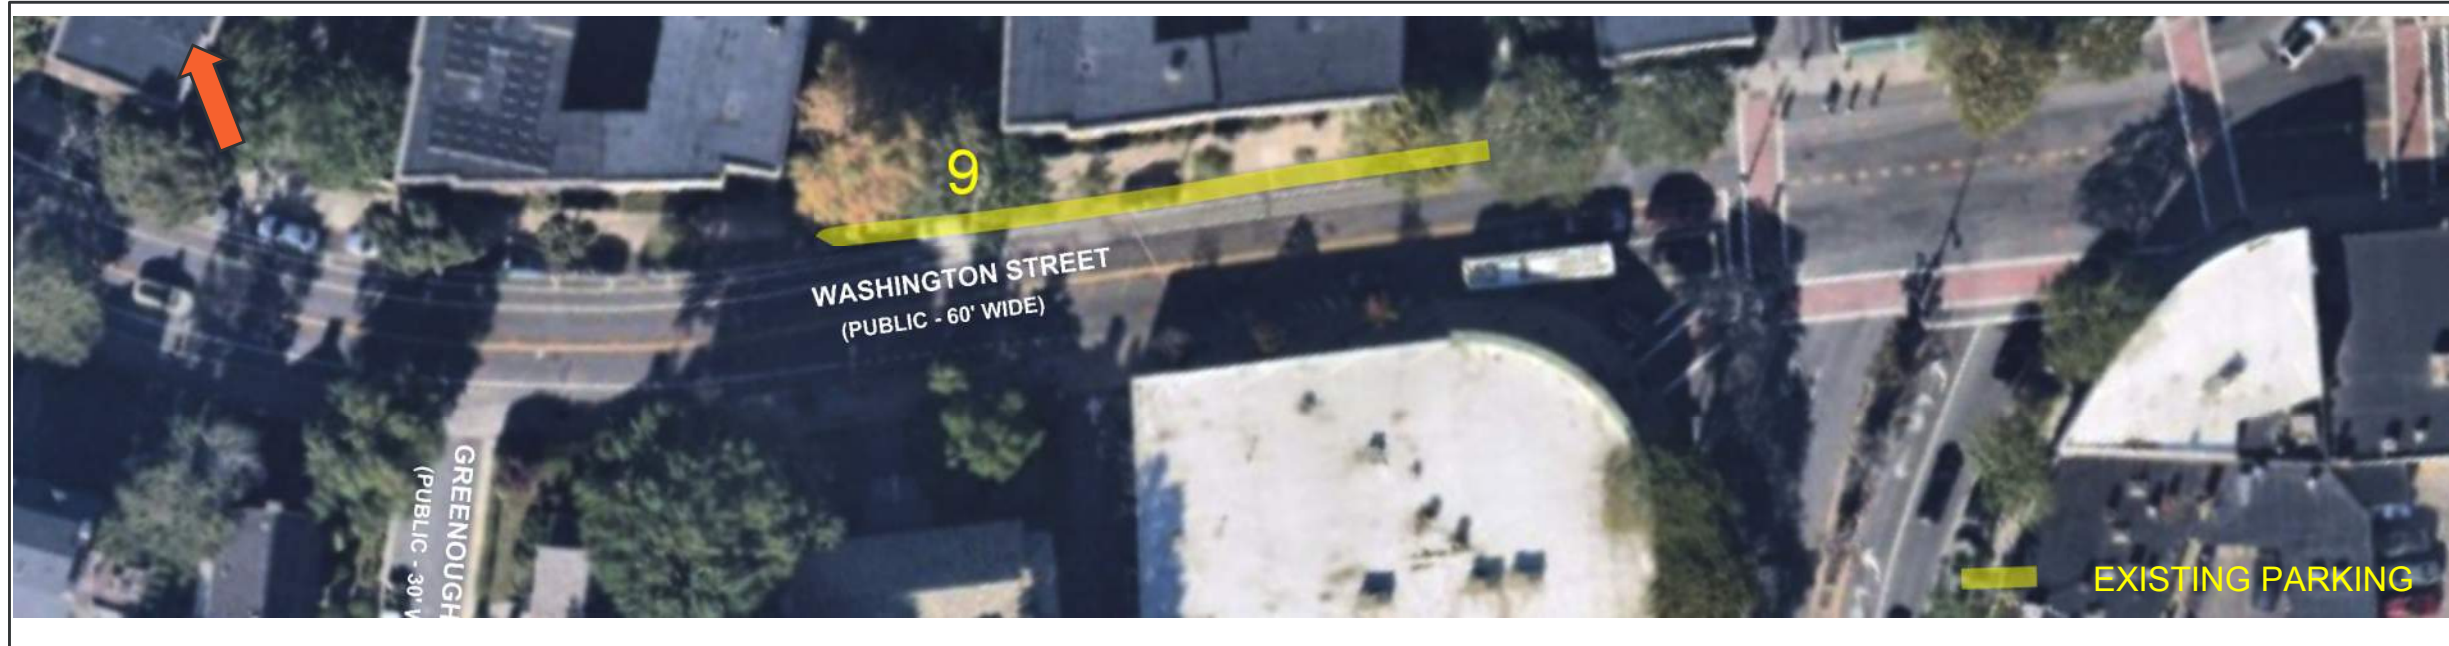 9
WASHINGTON STREET
(PUBLIC - 60' WIDE)
GREENOUGH
(PUBLIC - 30'
EXISTING PARKING